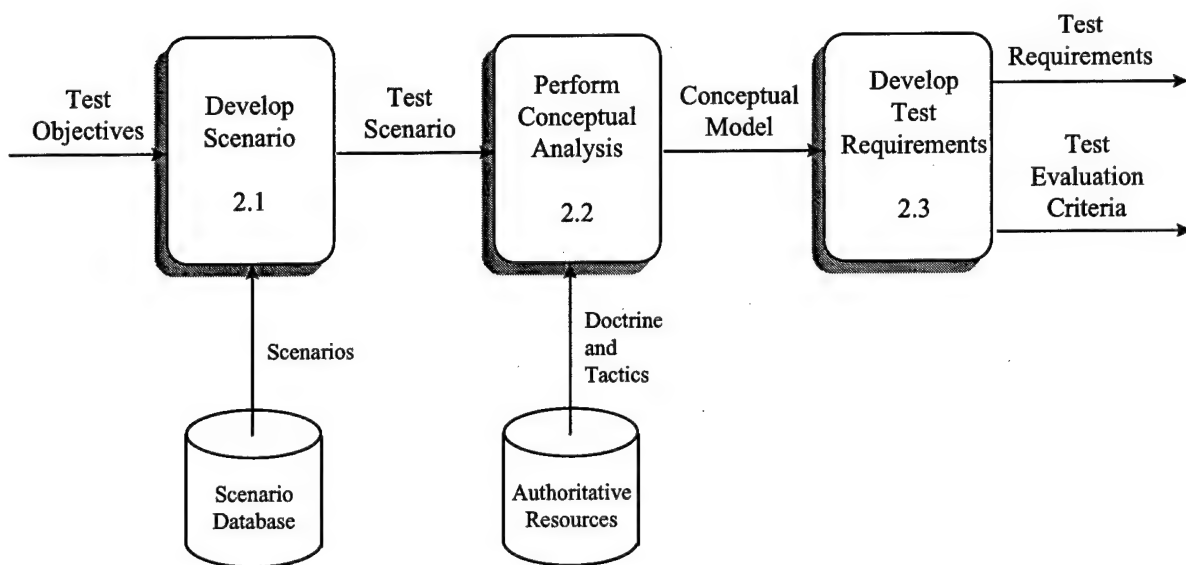 Test
Objectives
Develop
Scenario
2.1
Test
Scenario
Perform
Conceptual
Analysis
2.2
Conceptual
Model
Develop
Test
Requirements
2.3
Test
Requirements
Test
Evaluation
Criteria
Scenarios
Doctrine
and
Tactics
Scenario
Database
Authoritative
Resources